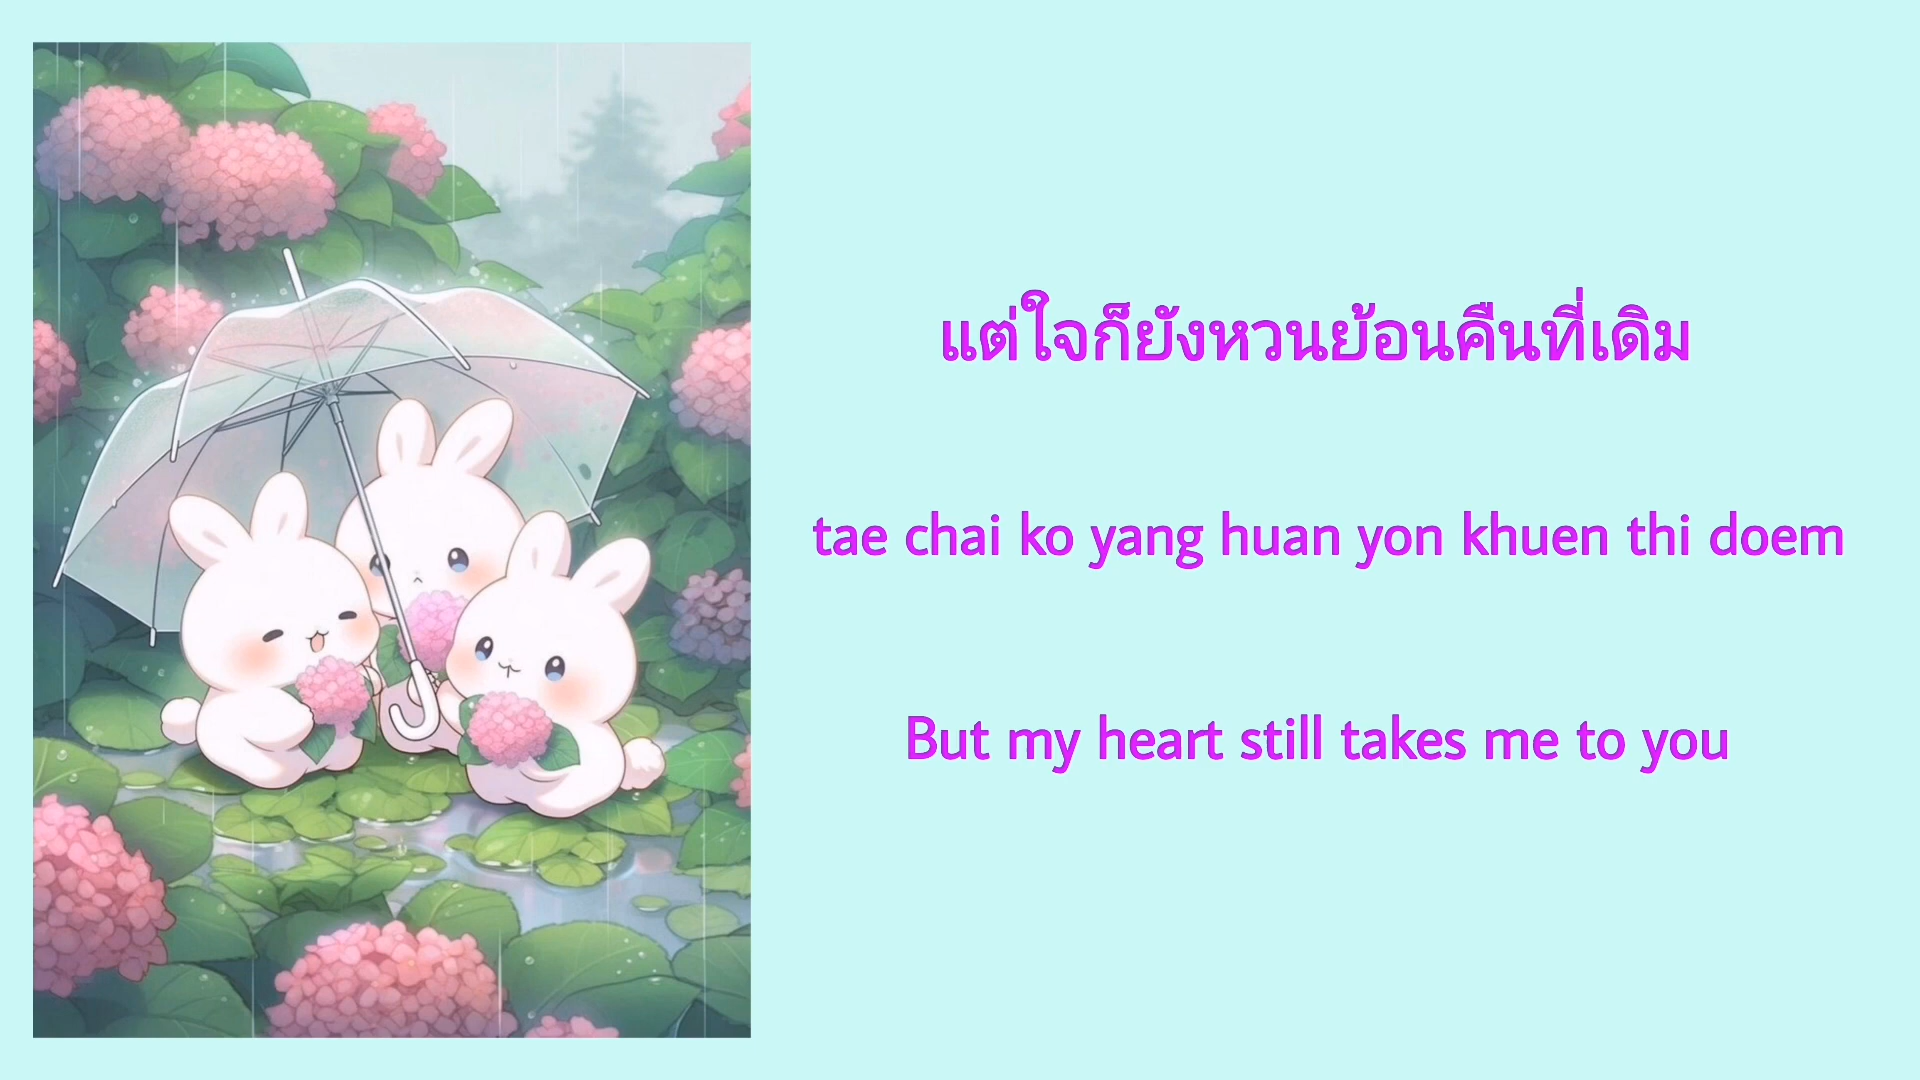 แต่ใจก็ยังหวนย้อนคืนที่เดิม
tae chai ko yang huan yon khuen thi doem
But my heart still takes me to you